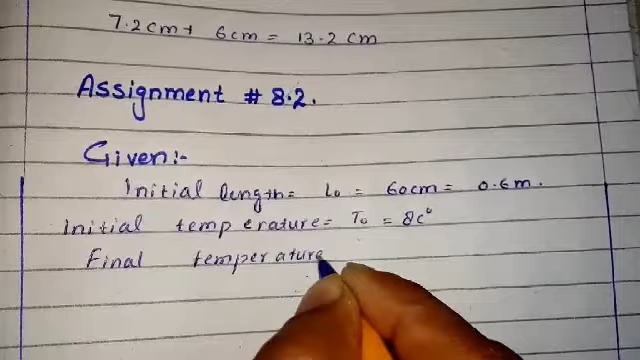 7.2cm+ 6cm = 13.2 cm
Assignment # 8.2.
Given:-
Initial length= L₀ = 60cm= 0.6m.
Initial temperature= T₀ = 8c°
Final temperature